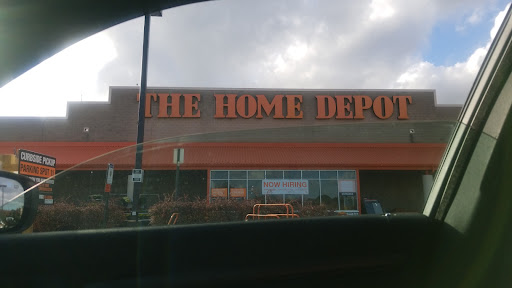 THE HOME DEPOT
CURBSIDE PICKUP
PARKING SPOT
NOW HIRING